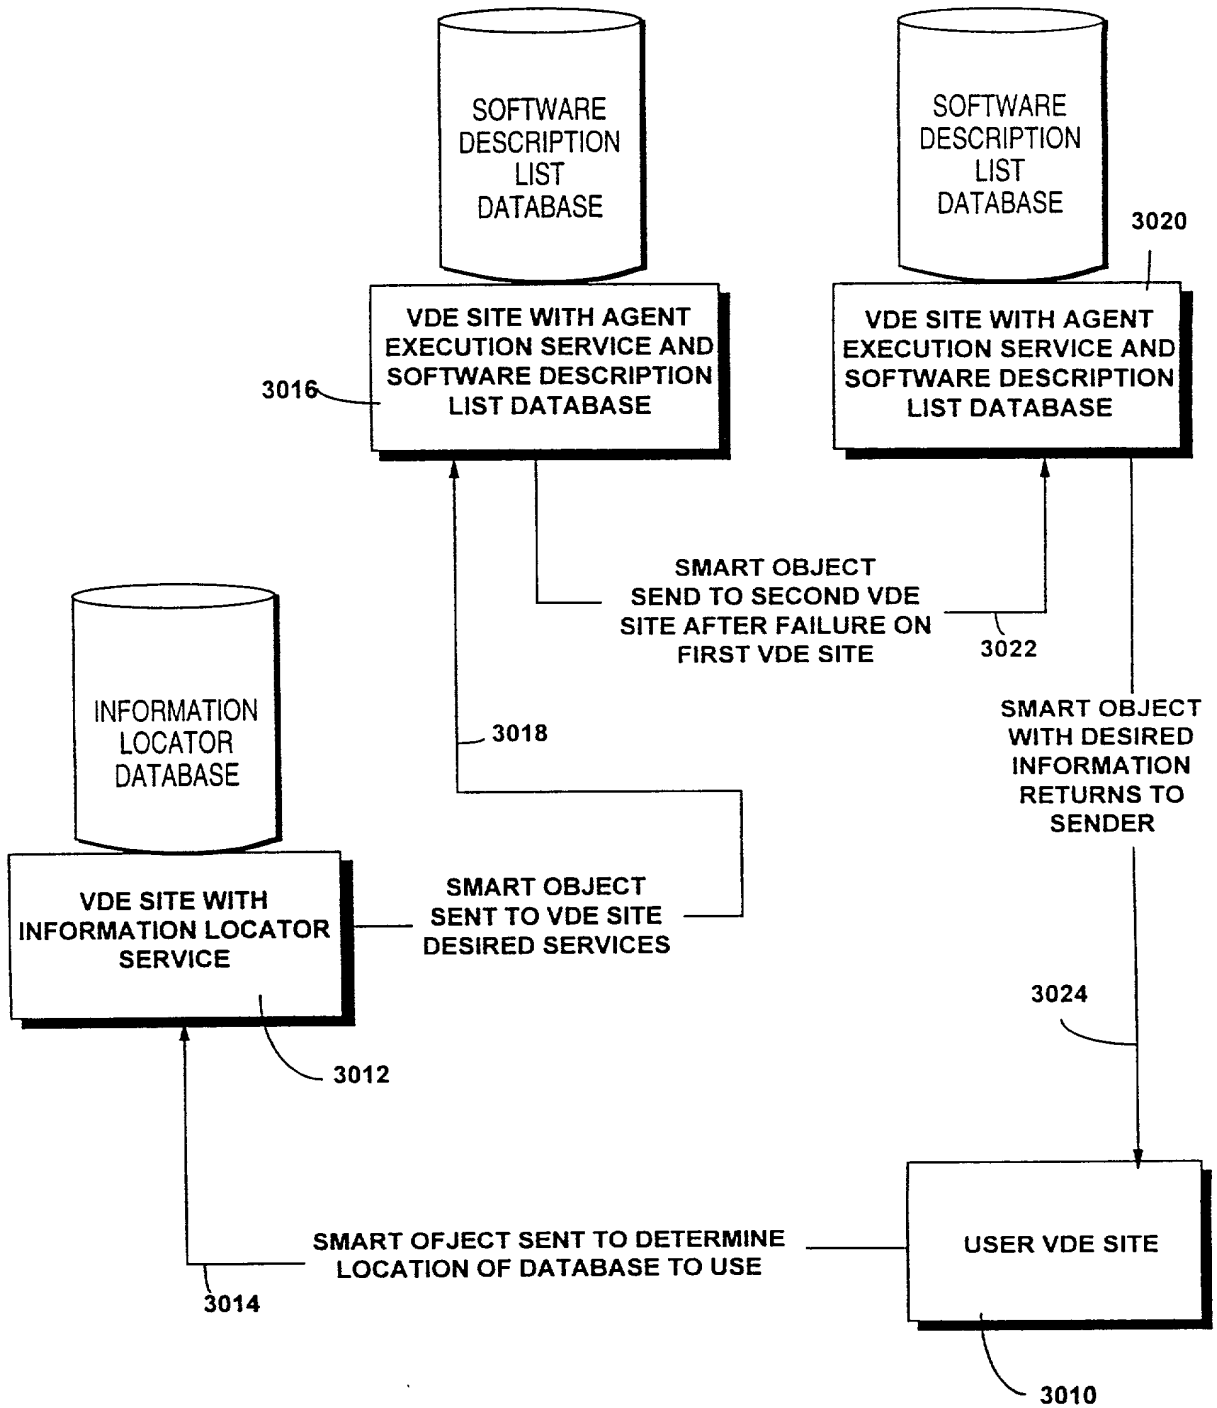 SOFTWARE
DESCRIPTION
LIST
DATABASE
SOFTWARE
DESCRIPTION
LIST
DATABASE
3020
VDE SITE WITH AGENT
EXECUTION SERVICE AND
SOFTWARE DESCRIPTION
LIST DATABASE
3016
VDE SITE WITH AGENT
EXECUTION SERVICE AND
SOFTWARE DESCRIPTION
LIST DATABASE
SMART OBJECT
SEND TO SECOND VDE
SITE AFTER FAILURE ON
FIRST VDE SITE
3022
INFORMATION
LOCATOR
DATABASE
3018
SMART OBJECT
WITH DESIRED
INFORMATION
RETURNS TO
SENDER
VDE SITE WITH
INFORMATION LOCATOR
SERVICE
SMART OBJECT
SENT TO VDE SITE
DESIRED SERVICES
3024
3012
SMART OFJECT SENT TO DETERMINE
LOCATION OF DATABASE TO USE
USER VDE SITE
3014
3010